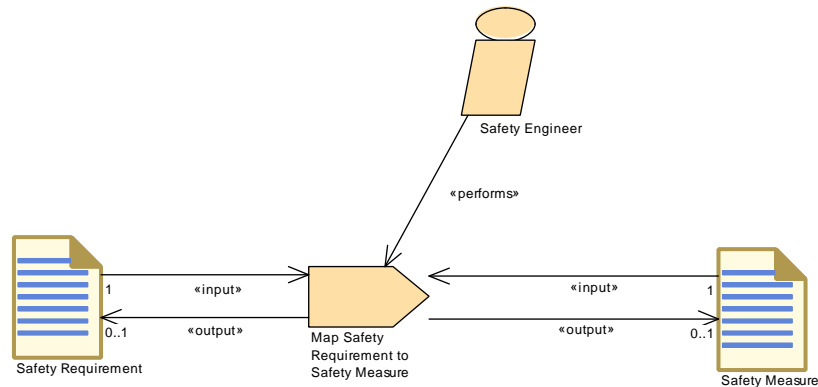 Safety Engineer
«performs»
1
«input»
«input»
1
0..1
«output»
«output»
0..1
Map Safety
Requirement to
Safety Measure
Safety Requirement
Safety Measure